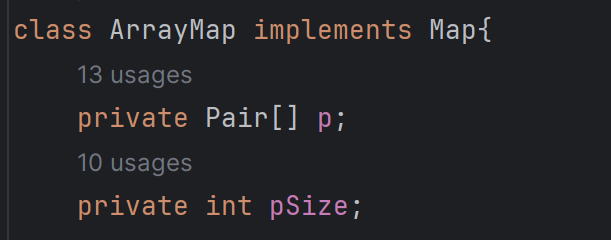 class ArrayMap implements Map{
13 usages
private Pair[] p;
10 usages
private int pSize;